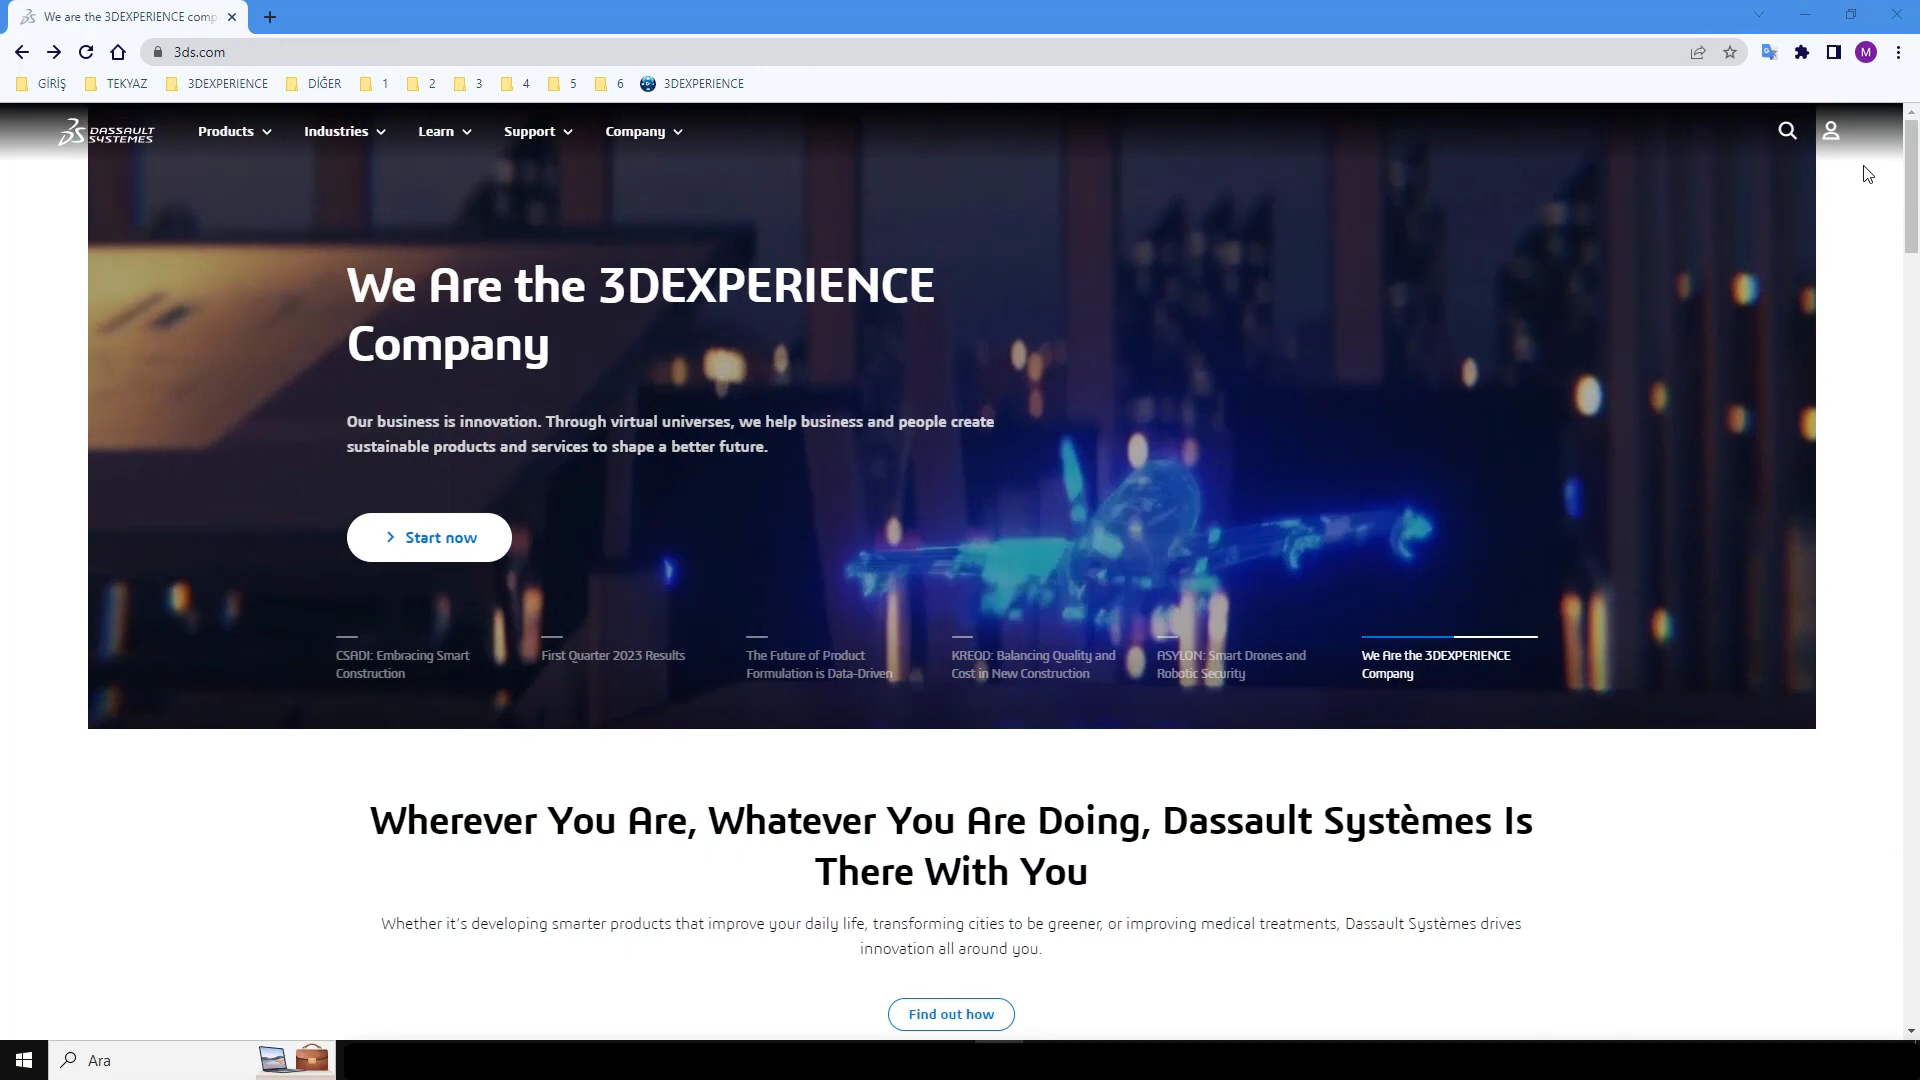 We are the 3DEXPERIENCE comp
3ds.com
M
GİRİŞ TEKYAZ 3DEXPERIENCE DİĞER 1 2 3 4 5 6 3DEXPERIENCE
DASSAULT SYSTEMES
Products Industries Learn Support Company
We Are the 3DEXPERIENCE
Company
Our business is innovation. Through virtual universes, we help business and people create
sustainable products and services to shape a better future.
Start now
CSADI: Embracing Smart
Construction
First Quarter 2023 Results
The Future of Product
Formulation is Data-Driven
KREOD: Balancing Quality and
Cost in New Construction
ASYLON: Smart Drones and
Robotic Security
We Are the 3DEXPERIENCE
Company
Wherever You Are, Whatever You Are Doing, Dassault Systèmes Is
There With You
Whether it's developing smarter products that improve your daily life, transforming cities to be greener, or improving medical treatments, Dassault Systèmes drives
innovation all around you.
Find out how
Ara